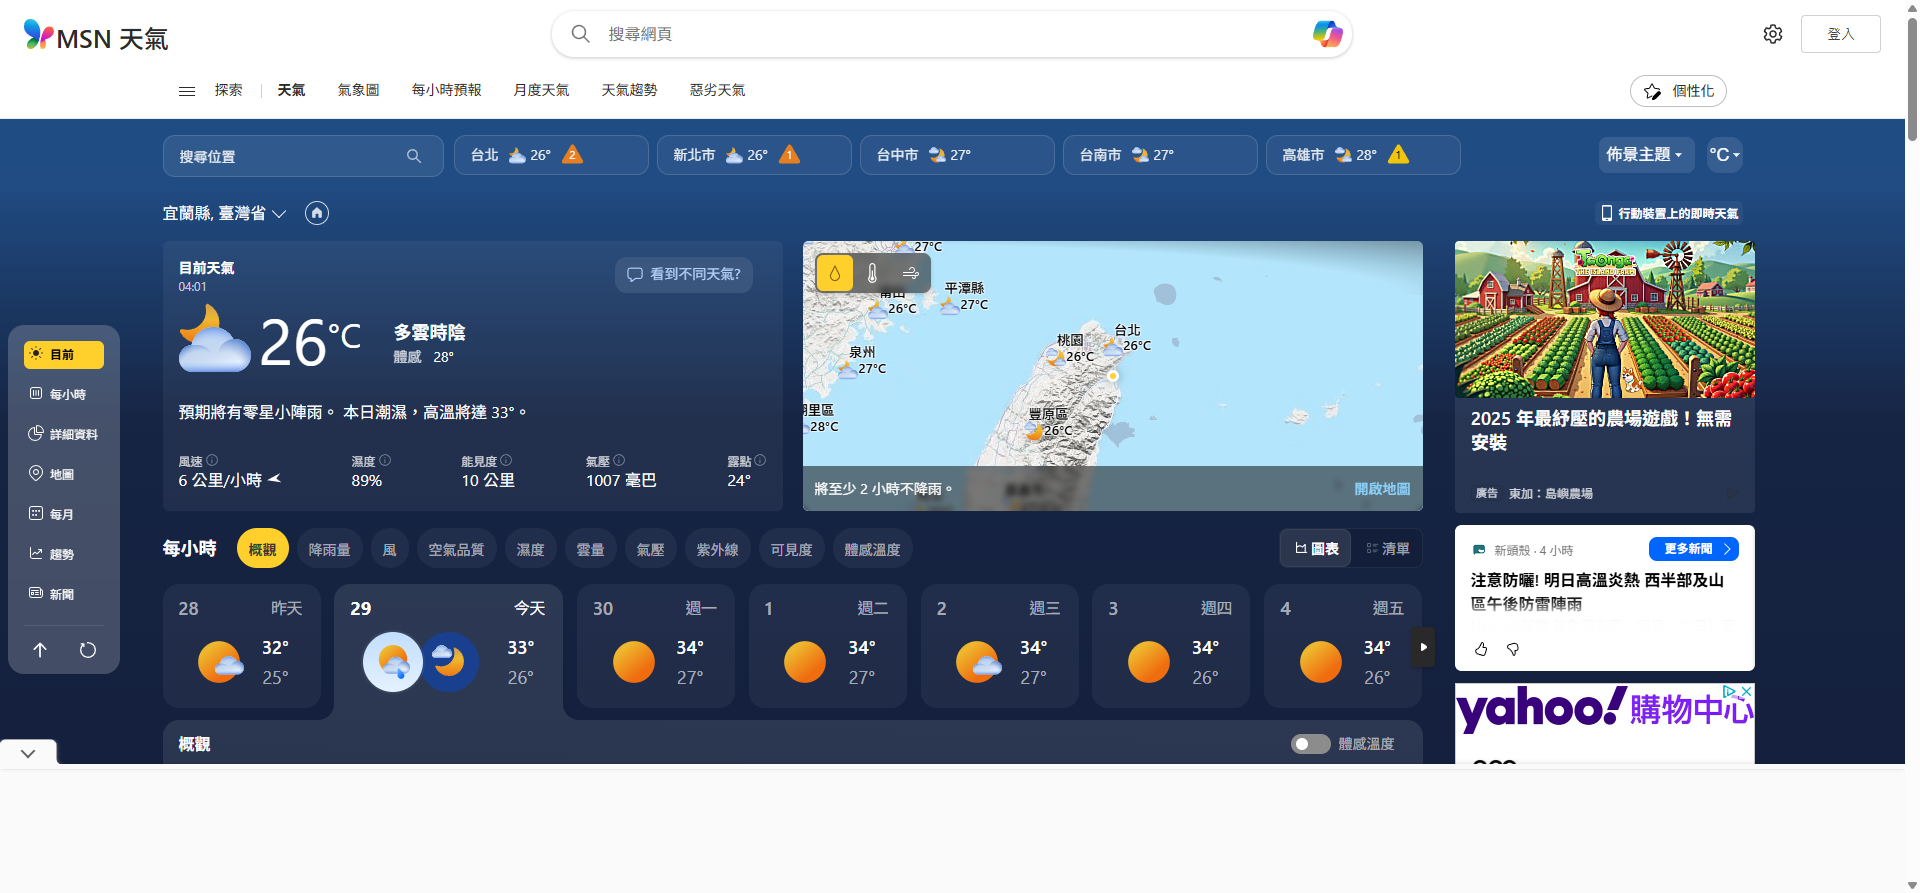 MSN 天氣
搜尋網頁
登入
探索
天氣
氣象圖
每小時預報
月度天氣
天氣趨勢
惡劣天氣
個性化
搜尋位置
台北 26° 2
新北市 26° 1
台中市 27°
台南市 27°
高雄市 28° 1
佈景主題
°C
宜蘭縣, 臺灣省
行動裝置上的即時天氣
目前天氣
04:01
看到不同天氣?
26°C
多雲時陰
體感 28°
預期將有零星小陣雨。 本日潮濕，高溫將達 33°。
風速
6 公里/小時
濕度
89%
能見度
10 公里
氣壓
1007 毫巴
露點
24°
27°C
26°C
平潭縣
27°C
泉州
27°C
桃園
26°C
台北
26°C
28°C
豐原區
26°C
將至少 2 小時不降雨。
開啟地圖
目前
每小時
詳細資料
地圖
每月
趨勢
新聞
每小時
概觀
降雨量
風
空氣品質
濕度
雲量
氣壓
紫外線
可見度
體感溫度
圖表
清單
28 昨天
32°
25°
29 今天
33°
26°
30 週一
34°
27°
1 週二
34°
27°
2 週三
34°
27°
3 週四
34°
26°
4 週五
34°
26°
概觀
體感溫度
Taonga
THE ISLAND FARM
2025 年最紓壓的農場遊戲！無需
安裝
廣告 東加：島嶼農場
新頭殼 · 4 小時
更多新聞
注意防曬! 明日高溫炎熱 西半部及山
區午後防雷陣雨
yahoo! 購物中心